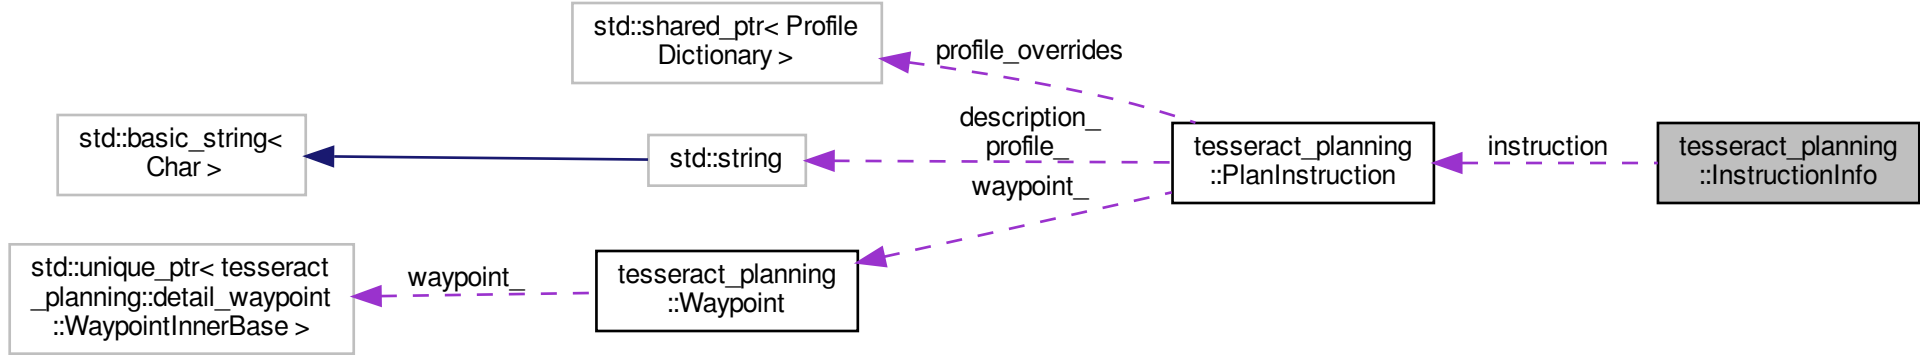 std::shared_ptr< Profile
Dictionary >
profile_overrides
std::basic_string<
Char >
std::string
description_
profile_
tesseract_planning
::PlanInstruction
instruction
tesseract_planning
::InstructionInfo
waypoint_
std::unique_ptr< tesseract
_planning::detail_waypoint
::WaypointInnerBase >
waypoint_
tesseract_planning
::Waypoint